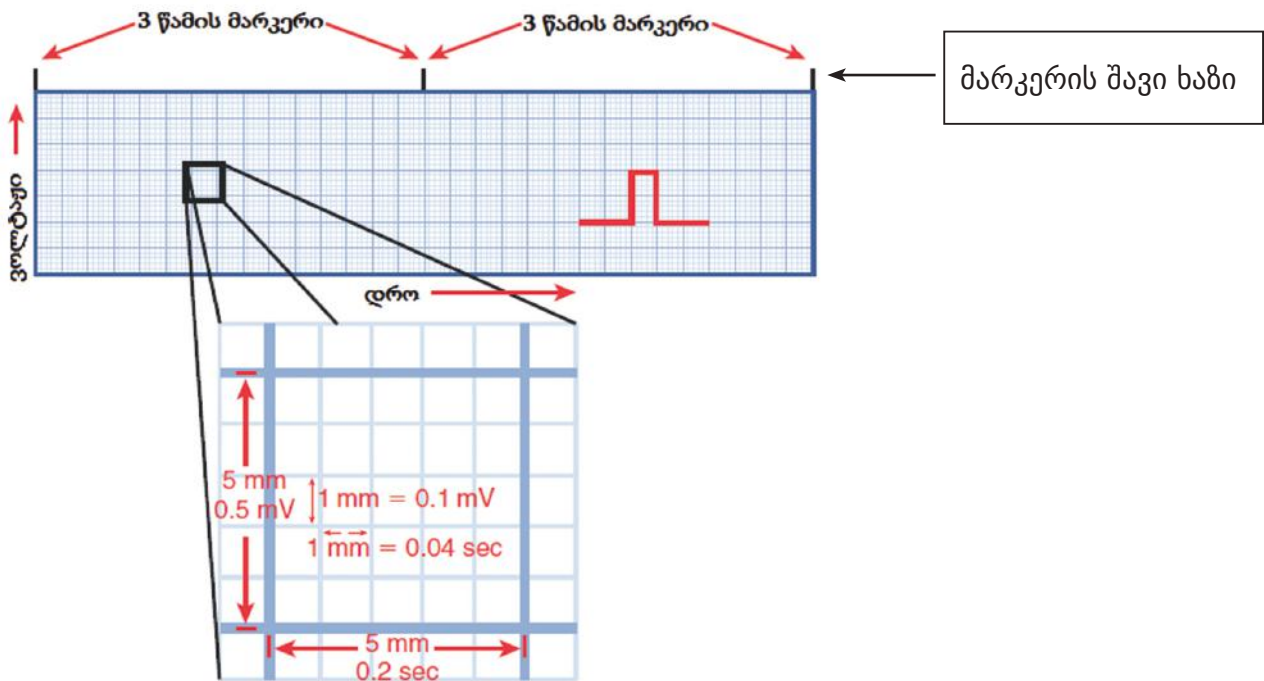 3 წამის მარკერი
3 წამის მარკერი
მარკერის შავი ხაზი
ვოლტაჟი
დრო
5 mm
0.5 mV
1 mm = 0.1 mV
1 mm = 0.04 sec
5 mm
0.2 sec